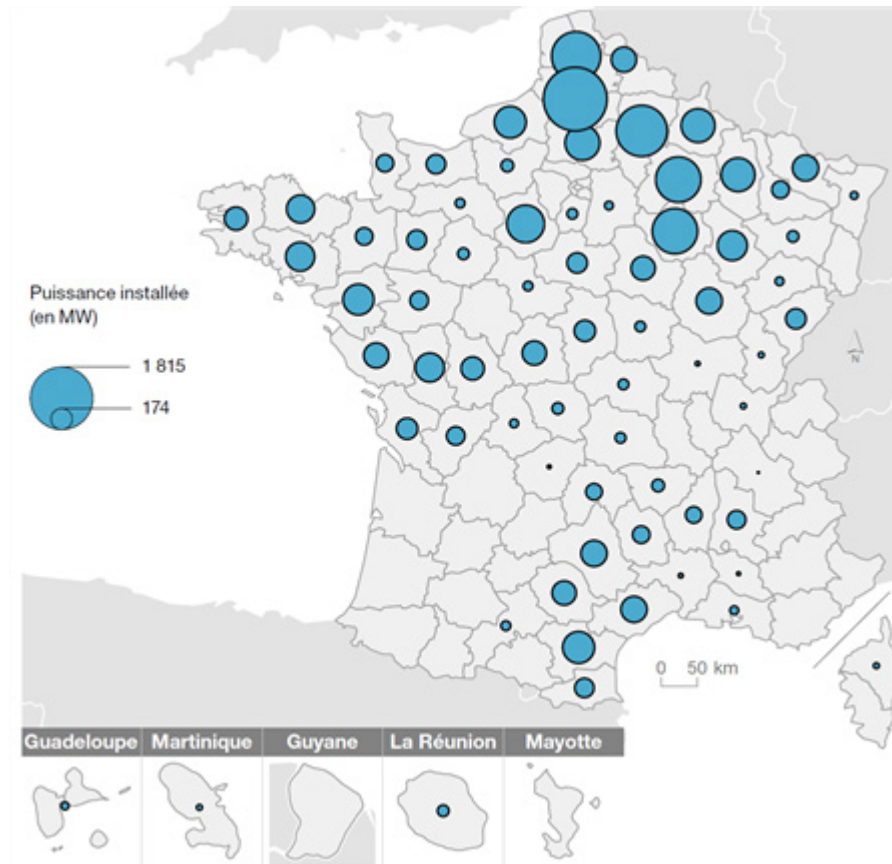 Puissance installée
(en MW)
1 815
174
N
0 50 km
Guadeloupe Martinique Guyane La Réunion Mayotte